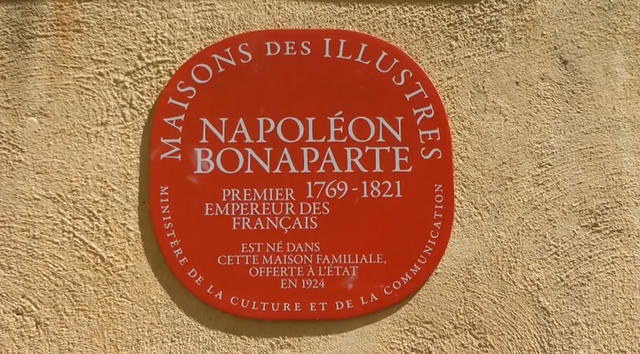 MAISONS DES ILLUSTRES
NAPOLÉON
BONAPARTE
PREMIER 1769-1821
EMPEREUR DES
FRANÇAIS
EST NÉ DANS
CETTE MAISON FAMILIALE,
OFFERTE À L'ÉTAT
EN 1924
MINISTÈRE DE LA CULTURE ET DE LA COMMUNICATION